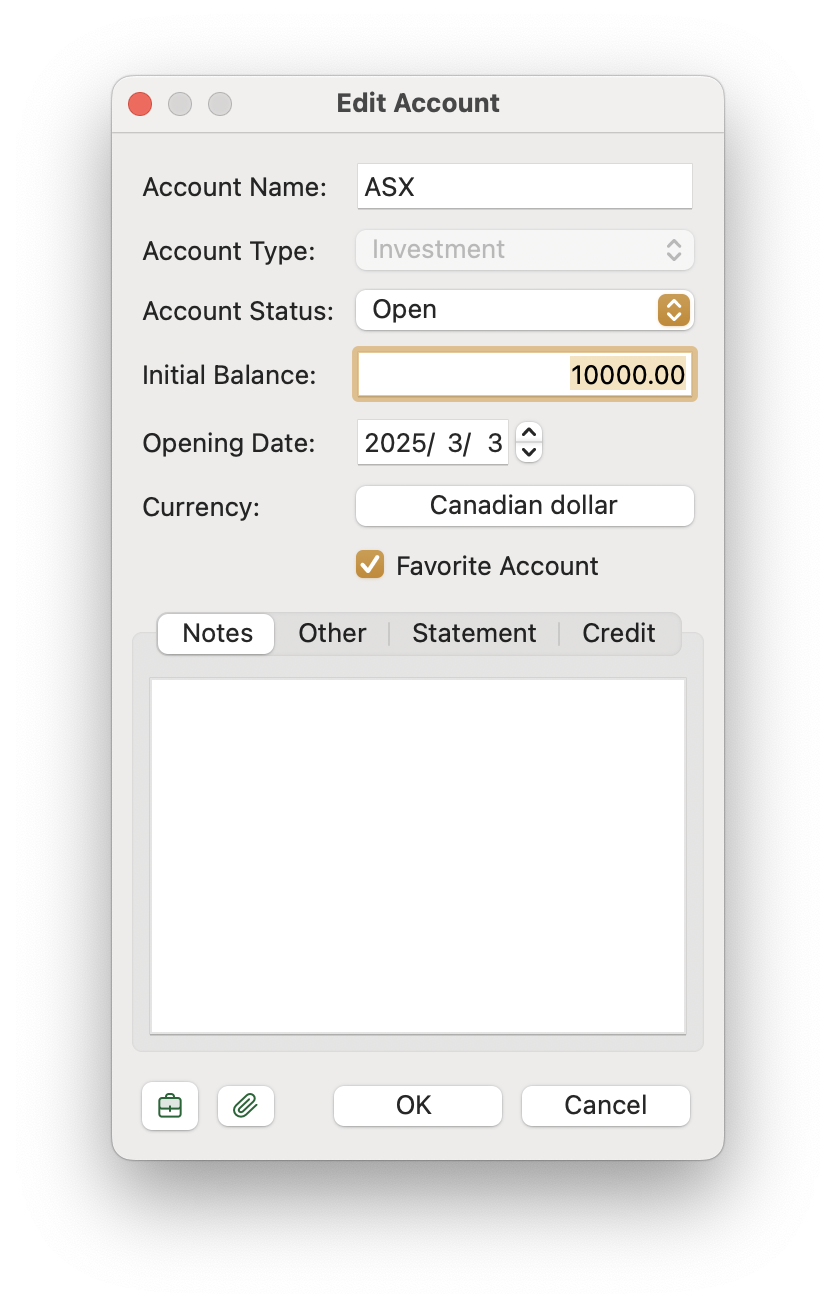 Edit Account
Account Name: ASX
Account Type: Investment
Account Status: Open
Initial Balance: 10000.00
Opening Date: 2025/ 3/ 3
Currency: Canadian dollar
Favorite Account
Notes Other Statement Credit
OK Cancel